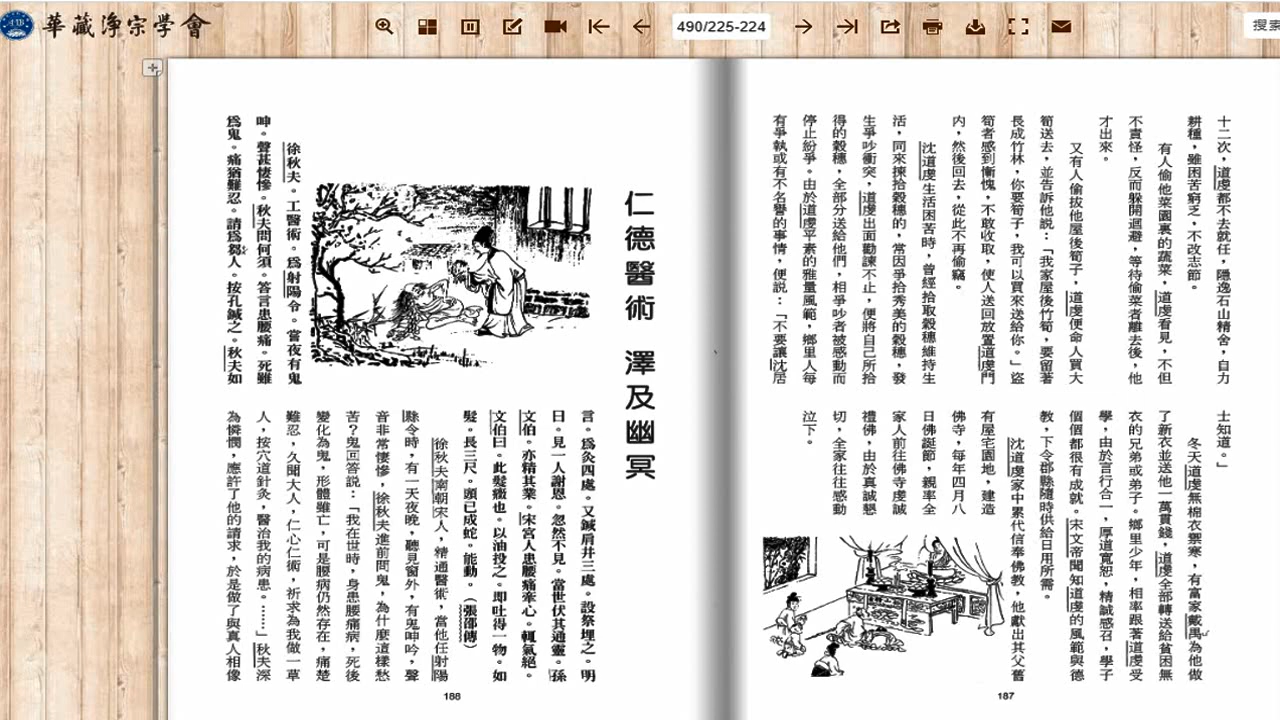 華藏淨宗學會
490/225-224
搜索
十二次，道虔都不去就任，隱逸石山精舍，自力
耕種，雖困苦窮乏，不改志節。
有人偷他菜園裏的蔬菜，道虔看見，不但
不責怪，反而躲開迴避，等待偷菜者離去後，他
才出來。
又有人偷拔他屋後筍子，道虔便命人買大
筍送去，並告訴他說：「我家屋後竹筍，要留著
長成竹林，你要筍子，我可以買來送給你。」盜
筍者感到慚愧，不敢收取，使人送回放置道虔門
內，然後回去，從此不再偷竊。
沈道虔生活困苦時，曾經拾取穀穗維持生
活，同來揀拾穀穗的，常因爭拾秀美的穀穗，發
生爭吵衝突，道虔出面勸諫不止，便將自己所拾
得的穀穗，全部分送給他們，相爭吵者被感動而
停止紛爭。由於道虔平素的雅量風範，鄉里人每
有爭執或有不名譽的事情，便說：「不要讓沈居
士知道。」
冬天道虔無棉衣禦寒，有富家戴禺為他做
了新衣並送他一萬貫錢，道虔全部轉送給貧困無
衣的兄弟或弟子。鄉里少年，相率跟著道虔受
學，由於言行合一，厚道寬恕，精誠感召，學子
個個都很有成就。宋文帝聞知道虔的風範與德
教，下令郡縣隨時供給日用所需。
沈道虔家中累代信奉佛教，他獻出其父舊
有屋宅園地，建造
佛寺，每年四月八
日佛誕節，親率全
家人前往佛寺虔誠
禮佛，由於真誠懇
切，全家往往感動
泣下。
187
仁德醫術　澤及幽冥
徐秋夫。工醫術。為射陽令。嘗夜有鬼
呻。聲甚悽慘。秋夫問何須。答言患腰痛。死雖
為鬼。痛猶難忍。請為芻人。按孔鍼之。秋夫如
言。為灸四處。又鍼肩井三處。設祭埋之。明
日。見一人謝恩。忽然不見。當世伏其通靈。孫
文伯。亦精其業。宋宮人患腰痛牽心。輒氣絕。
文伯曰。此髮癥也。以油投之。即吐得一物。如
髮。長三尺。頭已成蛇。能動。（張邵傳）
徐秋夫南朝宋人，精通醫術，當他任射陽
縣令時，有一天夜晚，聽見窗外，有鬼呻吟，聲
音非常悽慘，徐秋夫進前問鬼，為什麼這樣愁
苦？鬼回答說：「我在世時，身患腰痛病，死後
變化為鬼，形體雖亡，可是腰病仍然存在，痛楚
難忍，久聞大人，仁心仁術，祈求為我做一草
人，按穴道針灸，醫治我的病患。……」秋夫深
為憐憫，應許了他的請求，於是做了與真人相像
188